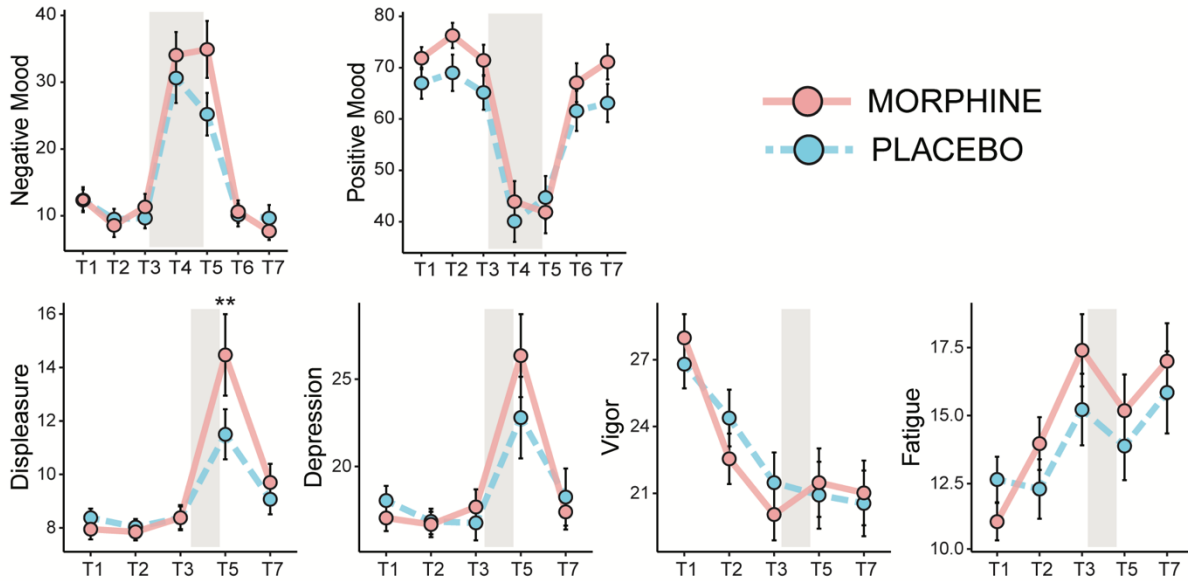 Negative Mood
40
30
20
10
T1 T2 T3 T4 T5 T6 T7
Positive Mood
80
70
60
50
40
T1 T2 T3 T4 T5 T6 T7
MORPHINE
PLACEBO
Displeasure
16
14
12
10
8
**
T1 T2 T3 T5 T7
Depression
25
20
T1 T2 T3 T5 T7
Vigor
27
24
21
T1 T2 T3 T5 T7
Fatigue
17.5
15.0
12.5
10.0
T1 T2 T3 T5 T7